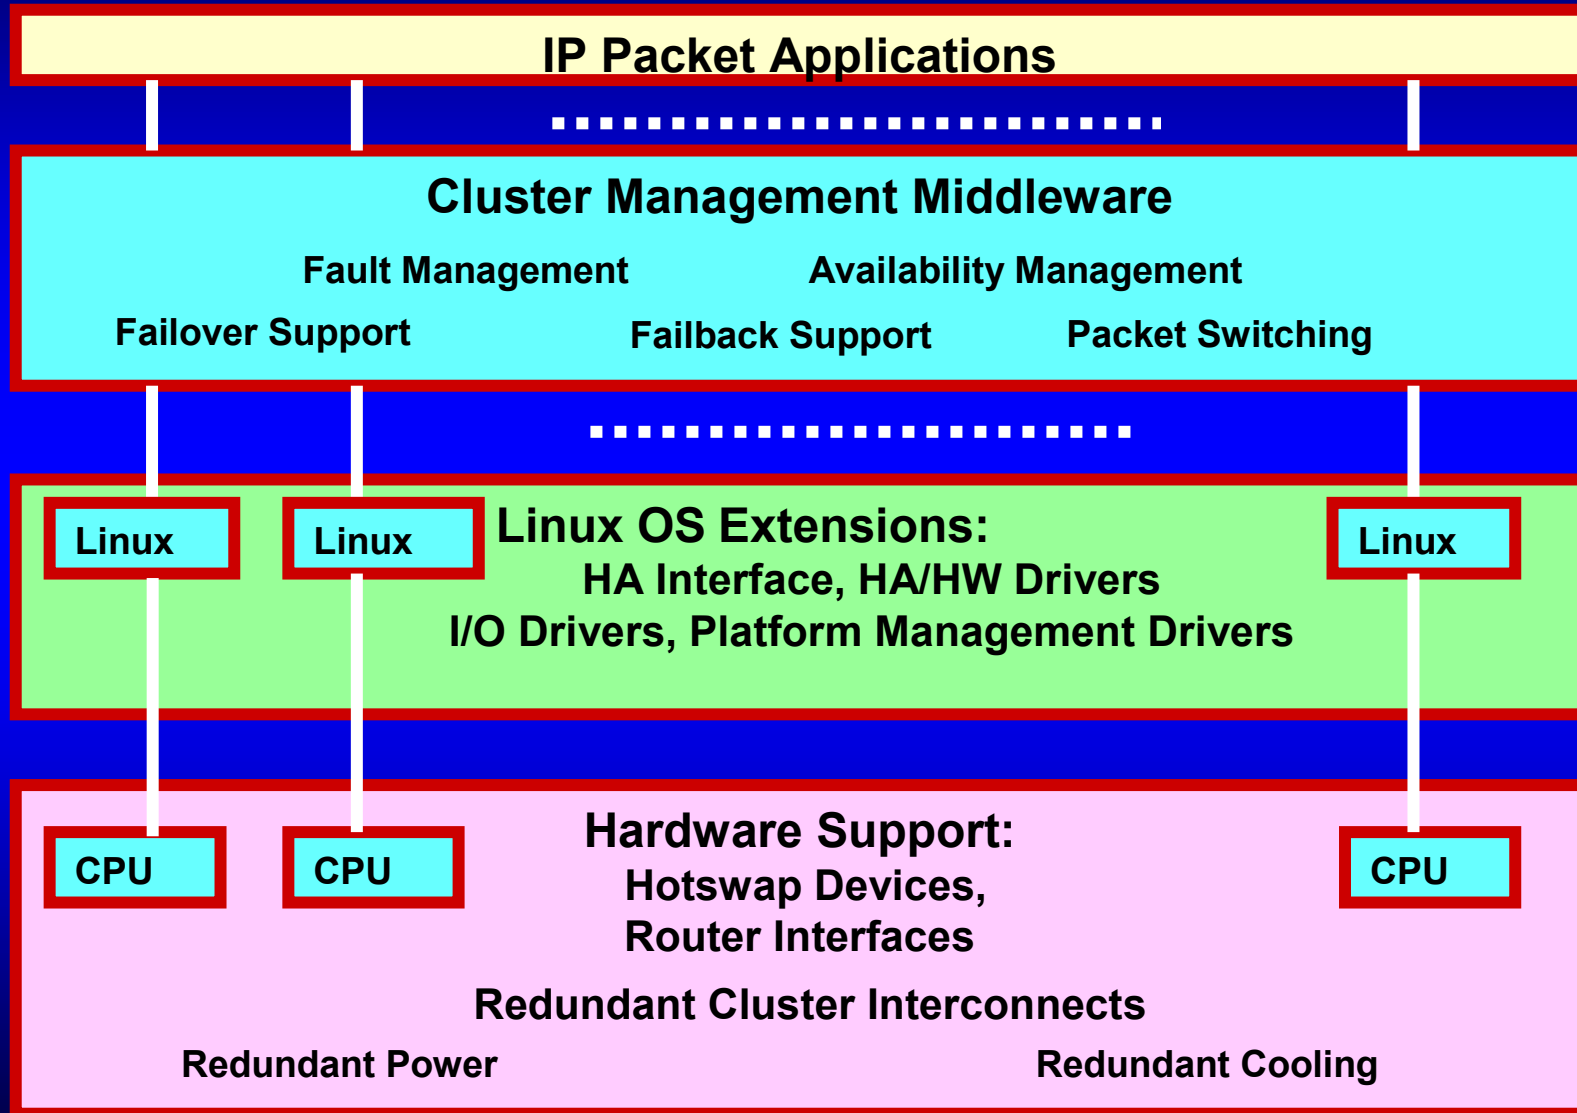 IP Packet Applications
Cluster Management Middleware
Fault Management Availability Management
Failover Support Failback Support Packet Switching
Linux Linux Linux OS Extensions: Linux
HA Interface, HA/HW Drivers
I/O Drivers, Platform Management Drivers
Hardware Support:
CPU CPU Hotswap Devices, CPU
Router Interfaces
Redundant Cluster Interconnects
Redundant Power Redundant Cooling